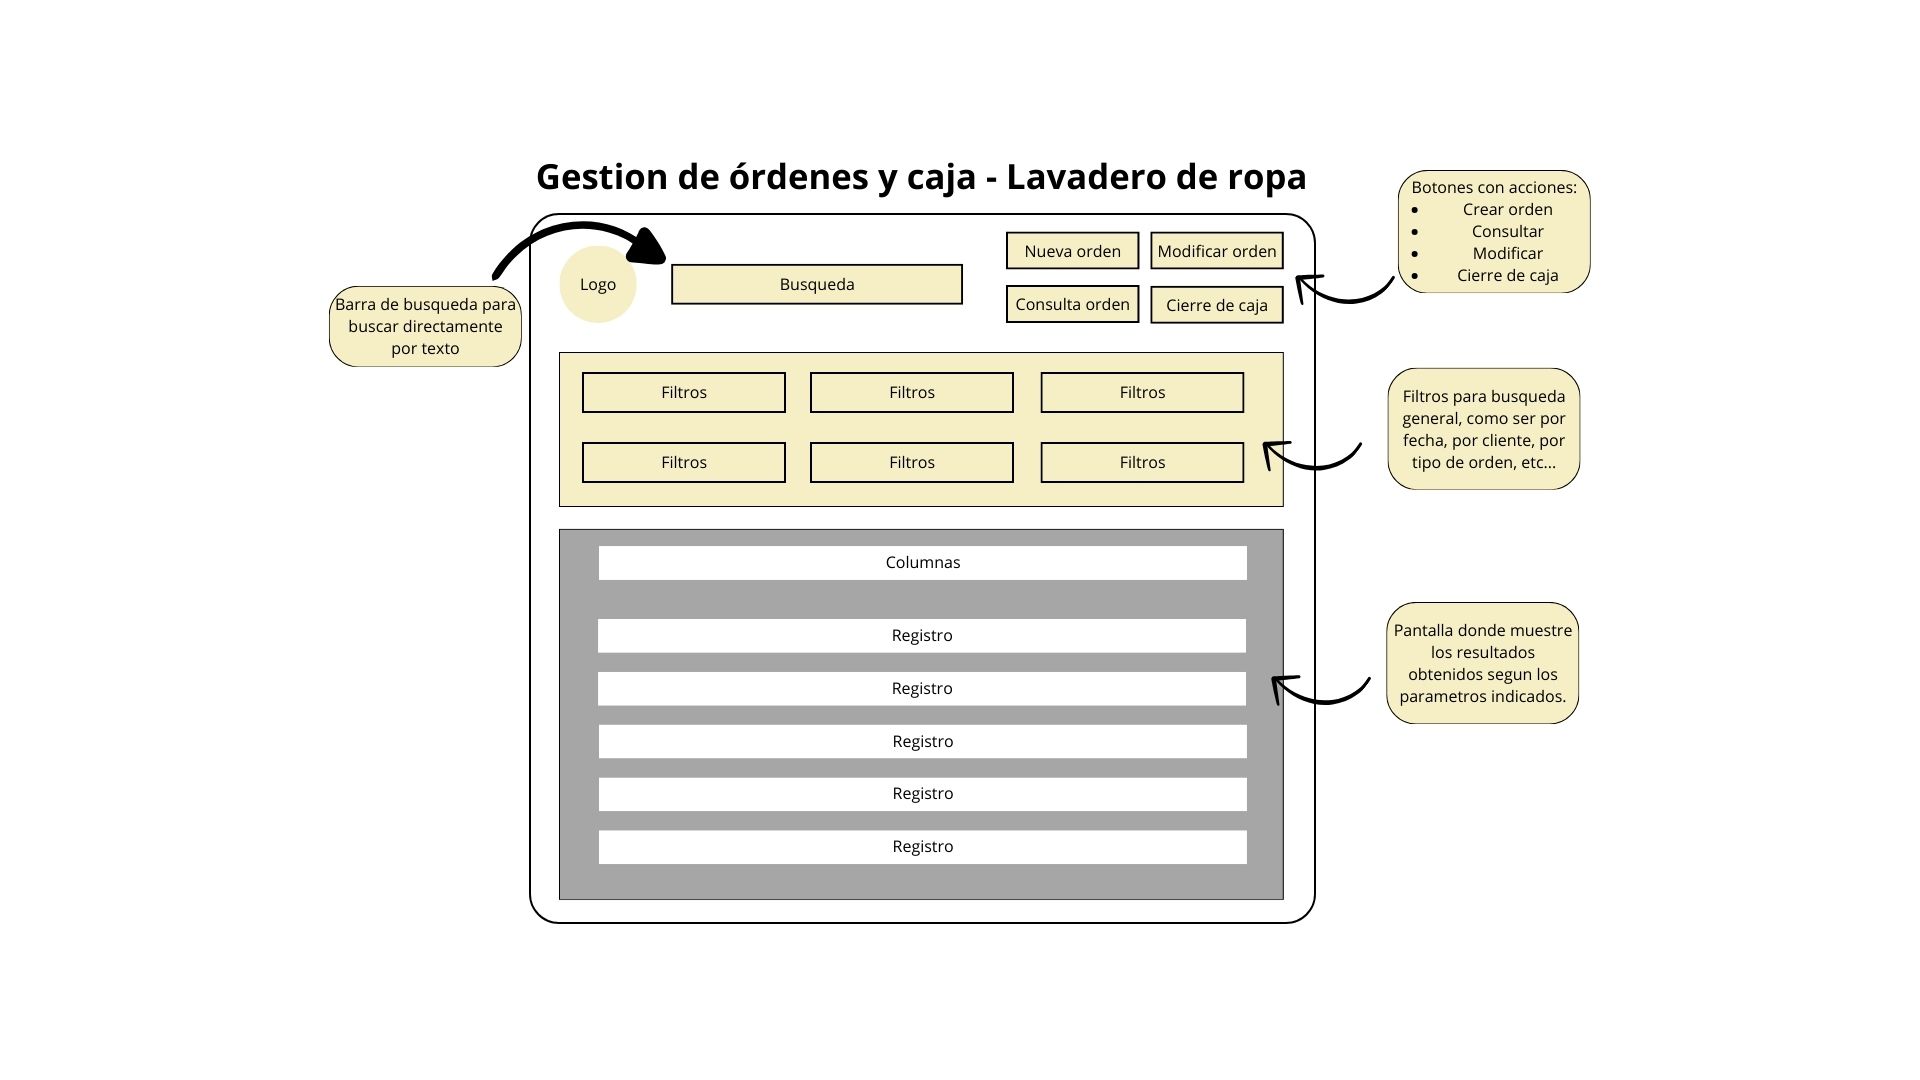 Gestion de órdenes y caja - Lavadero de ropa
Barra de busqueda para
buscar directamente
por texto
Logo
Busqueda
Nueva orden
Modificar orden
Consulta orden
Cierre de caja
Botones con acciones:
• Crear orden
• Consultar
• Modificar
• Cierre de caja
Filtros
Filtros
Filtros
Filtros
Filtros
Filtros
Filtros para busqueda
general, como ser por
fecha, por cliente, por
tipo de orden, etc...
Columnas
Registro
Registro
Registro
Registro
Registro
Pantalla donde muestre
los resultados
obtenidos segun los
parametros indicados.